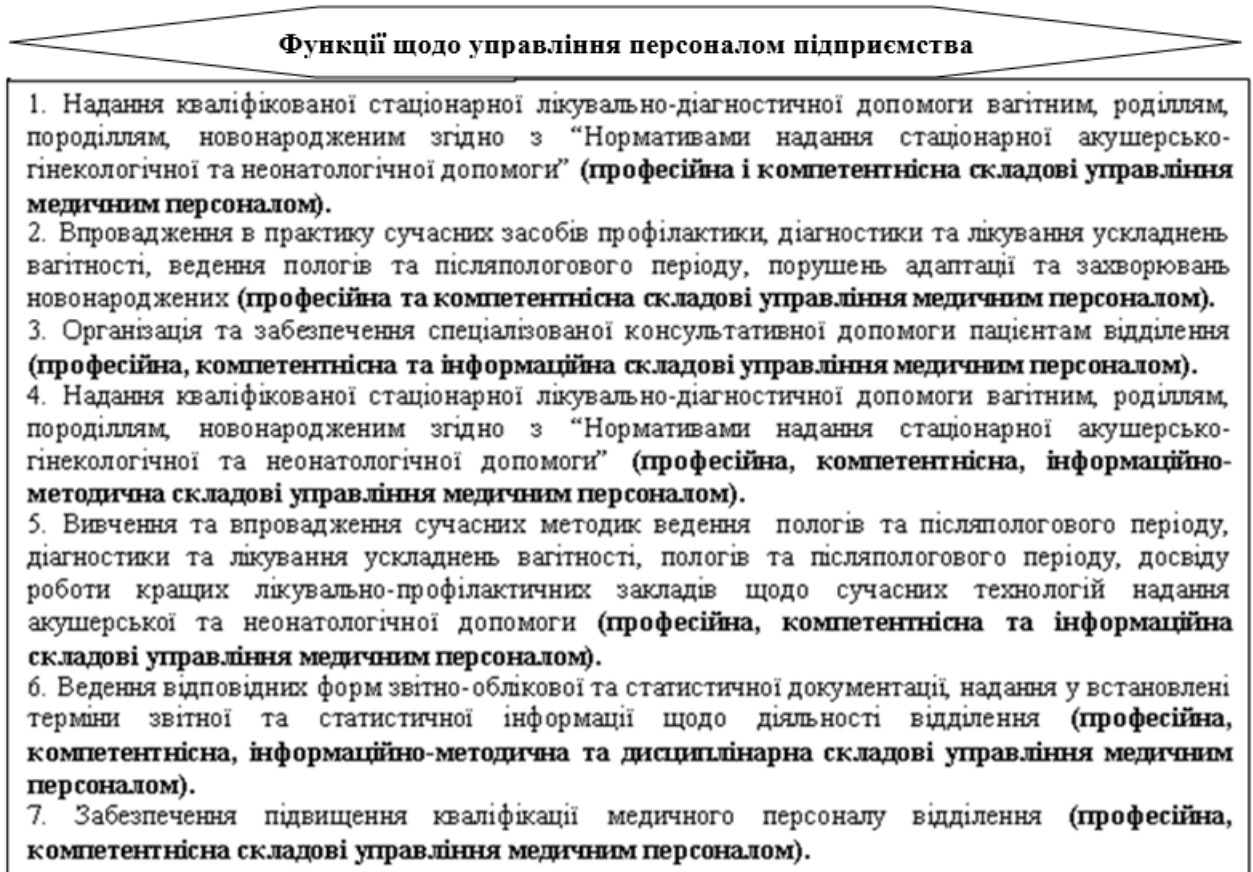 Функції щодо управління персоналом підприємства
1. Надання кваліфікованої стаціонарної лікувально-діагностичної допомоги вагітним, роділлям,
породіллям, новонародженим згідно з “Нормативами надання стаціонарної акушерсько-
гінекологічної та неонатологічної допомоги” (професійна і компетентнісна складові управління
медичним персоналом).
2. Впровадження в практику сучасних засобів профілактики, діагностики та лікування ускладнень
вагітності, ведення пологів та післяпологового періоду, порушень адаптації та захворювань
новонароджених (професійна та компетентнісна складові управління медичним персоналом).
3. Організація та забезпечення спеціалізованої консультативної допомоги пацієнтам відділення
(професійна, компетентнісна та інформаційна складові управління медичним персоналом).
4. Надання кваліфікованої стаціонарної лікувально-діагностичної допомоги вагітним, роділлям,
породіллям, новонародженим згідно з “Нормативами надання стаціонарної акушерсько-
гінекологічної та неонатологічної допомоги” (професійна, компетентнісна, інформаційно-
методична складові управління медичним персоналом).
5. Вивчення та впровадження сучасних методик ведення пологів та післяпологового періоду,
діагностики та лікування ускладнень вагітності, пологів та післяпологового періоду, досвіду
роботи кращих лікувально-профілактичних закладів щодо сучасних технологій надання
акушерської та неонатологічної допомоги (професійна, компетентнісна та інформаційна
складові управління медичним персоналом).
6. Ведення відповідних форм звітно-облікової та статистичної документації, надання у встановлені
терміни звітної та статистичної інформації щодо діяльності відділення (професійна,
компетентнісна, інформаційно-методична та дисциплінарна складові управління медичним
персоналом).
7. Забезпечення підвищення кваліфікації медичного персоналу відділення (професійна,
компетентнісна складові управління медичним персоналом).